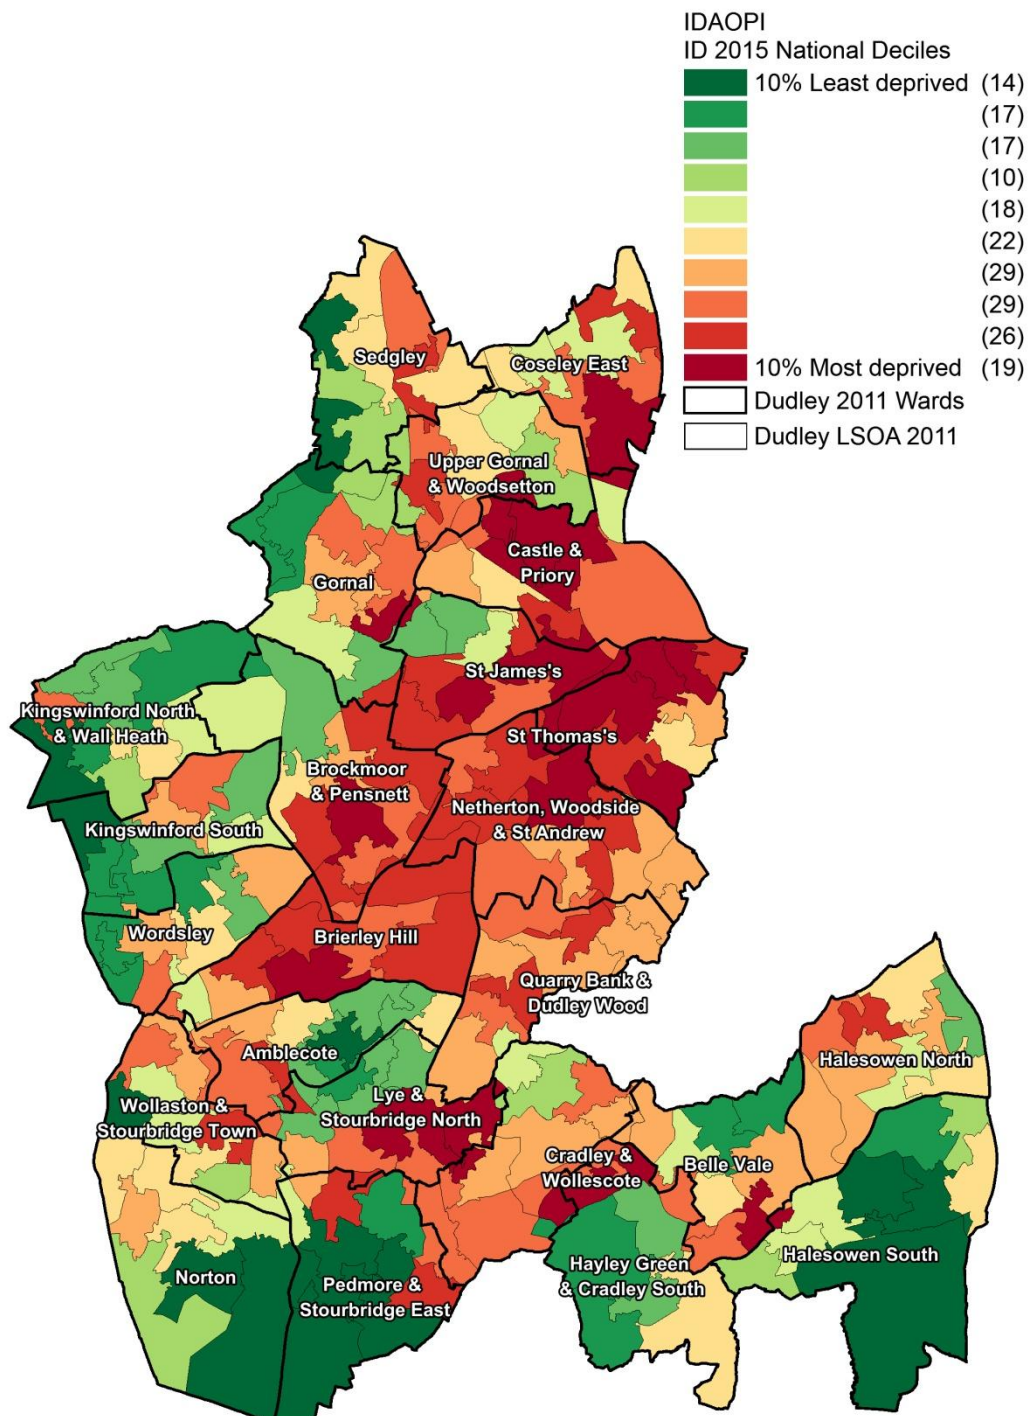 IDAOPI
ID 2015 National Deciles
10% Least deprived (14)
(17)
(17)
(10)
(18)
(22)
(29)
(29)
(26)
10% Most deprived (19)
Dudley 2011 Wards
Dudley LSOA 2011
Sedgley
Coseley East
Upper Gornal
& Woodsetton
Castle &
Priory
Gornal
St James's
Kingswinford North
& Wall Heath
St Thomas's
Brockmoor
& Pensnett
Netherton, Woodside
& St Andrew
Kingswinford South
Wordsley
Brierley Hill
Quarry Bank &
Dudley Wood
Amblecote
Halesowen North
Lye &
Stourbridge North
Wollaston &
Stourbridge Town
Cradley &
Wollescote
Belle Vale
Halesowen South
Norton
Pedmore &
Stourbridge East
Hayley Green
& Cradley South